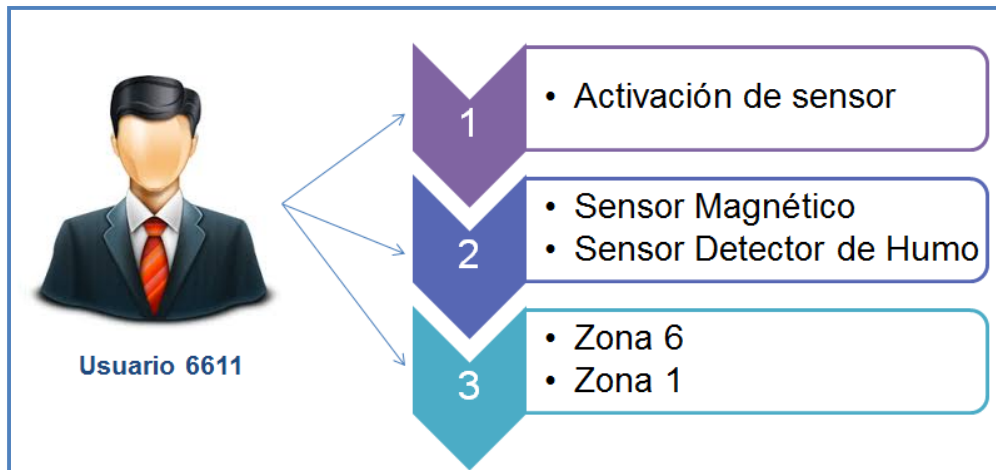 1
• Activación de sensor
2
• Sensor Magnético
• Sensor Detector de Humo
3
• Zona 6
• Zona 1
Usuario 6611